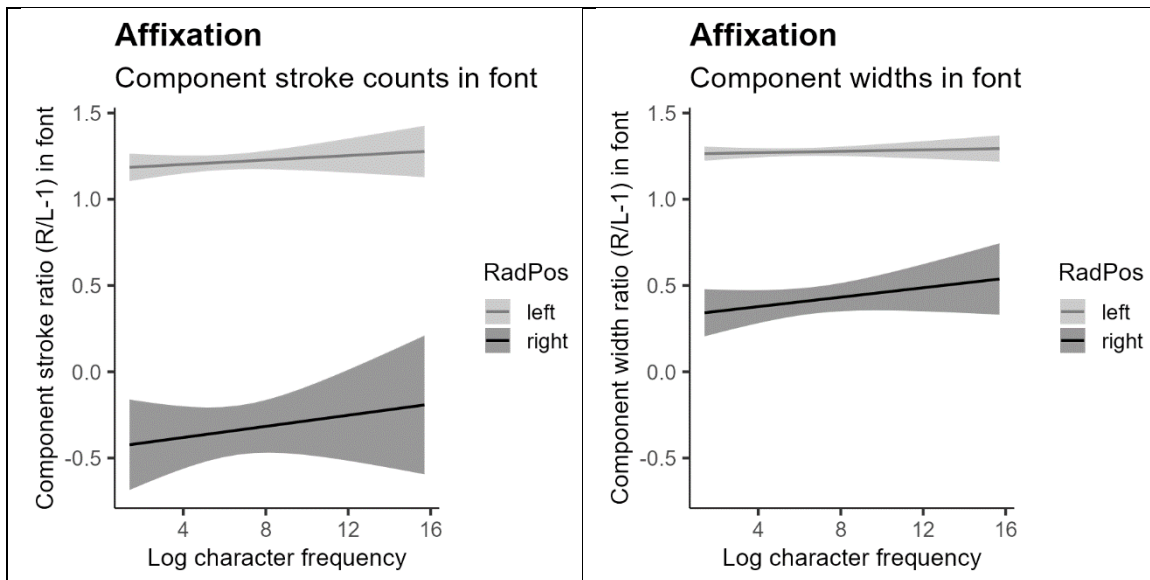 Affixation
Component stroke counts in font
Component stroke ratio (R/L-1) in font
1.5
1.0
0.5
0.0
-0.5
4 8 12 16
Log character frequency
RadPos
left
right
Affixation
Component widths in font
Component width ratio (R/L-1) in font
1.5
1.0
0.5
0.0
-0.5
4 8 12 16
Log character frequency
RadPos
left
right